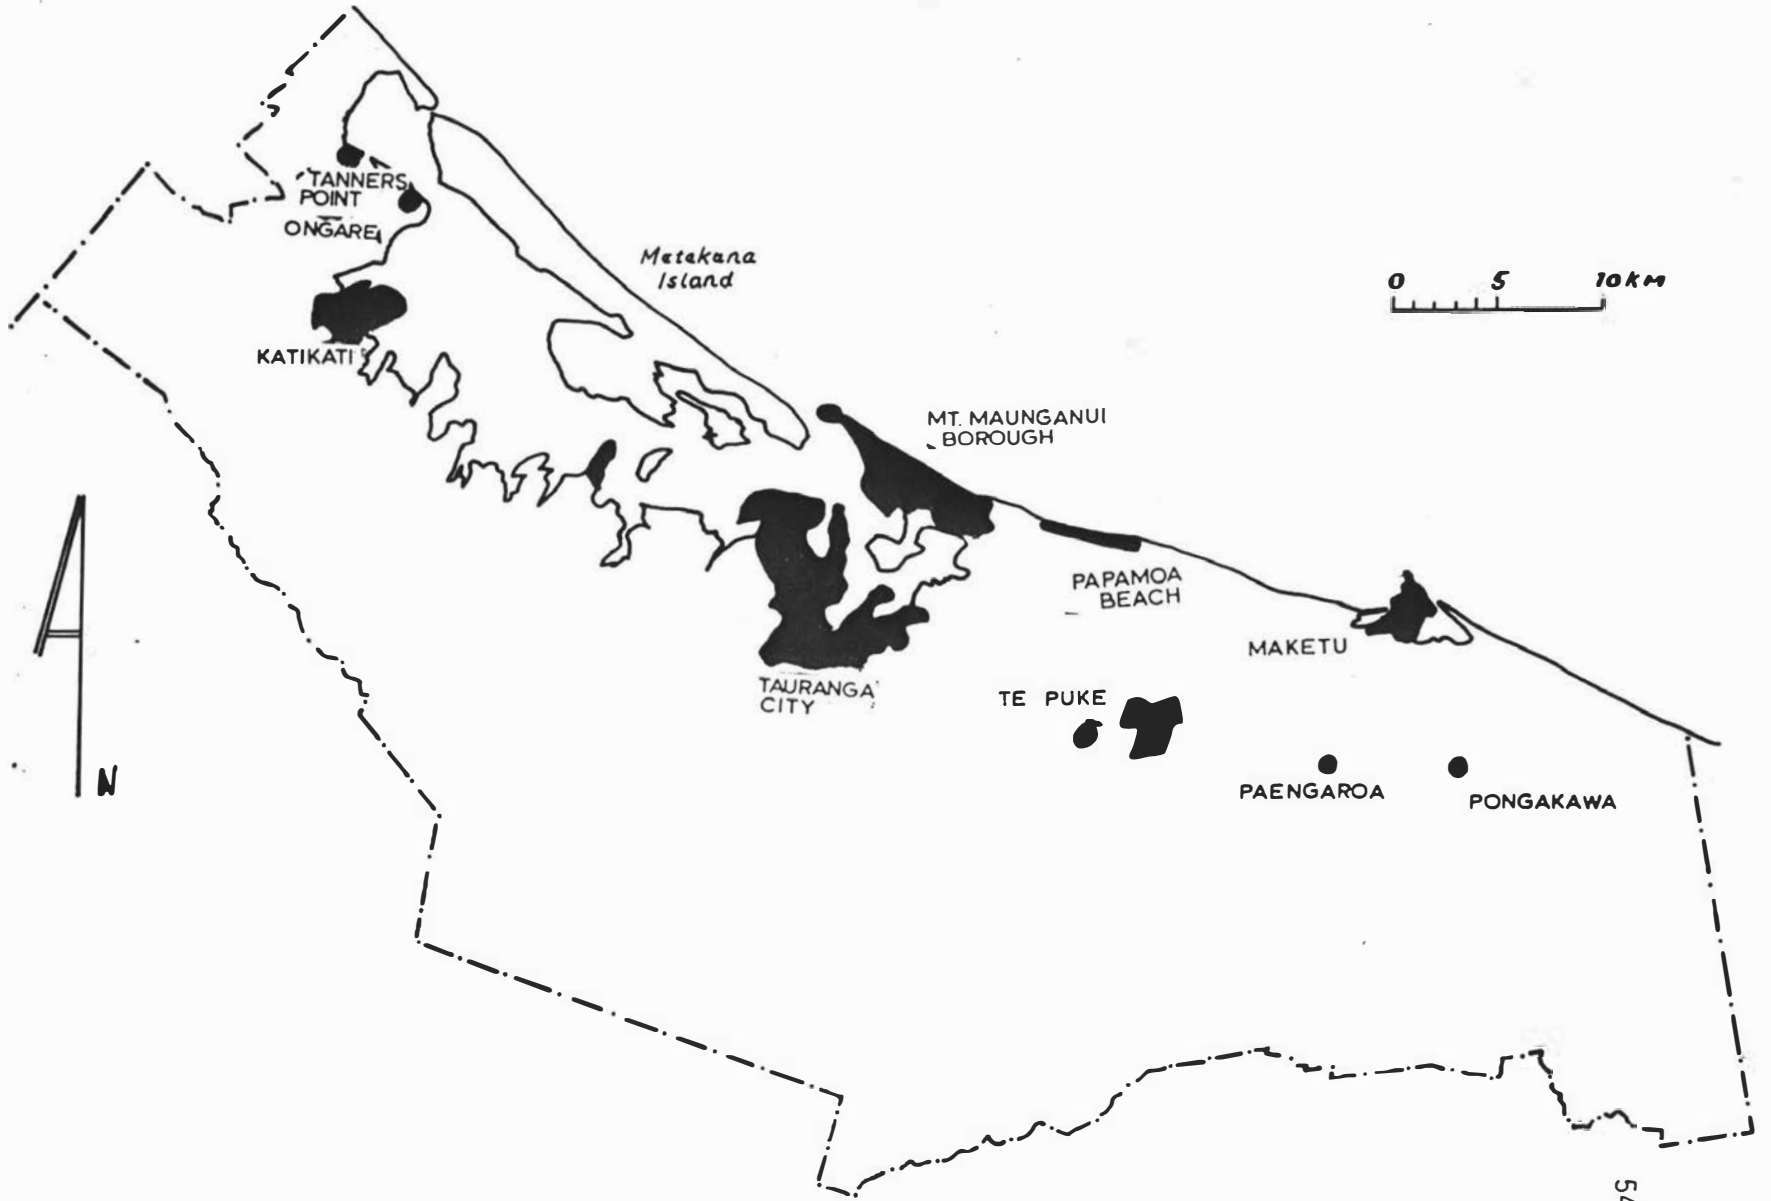 TANNERS
POINT
ONGARE
Matakana
Island
0 5 10KM
KATIKATI
MT. MAUNGANUI
BOROUGH
PAPAMOA
BEACH
MAKETU
TAURANGA
CITY
TE PUKE
PAENGAROA
PONGAKAWA
N